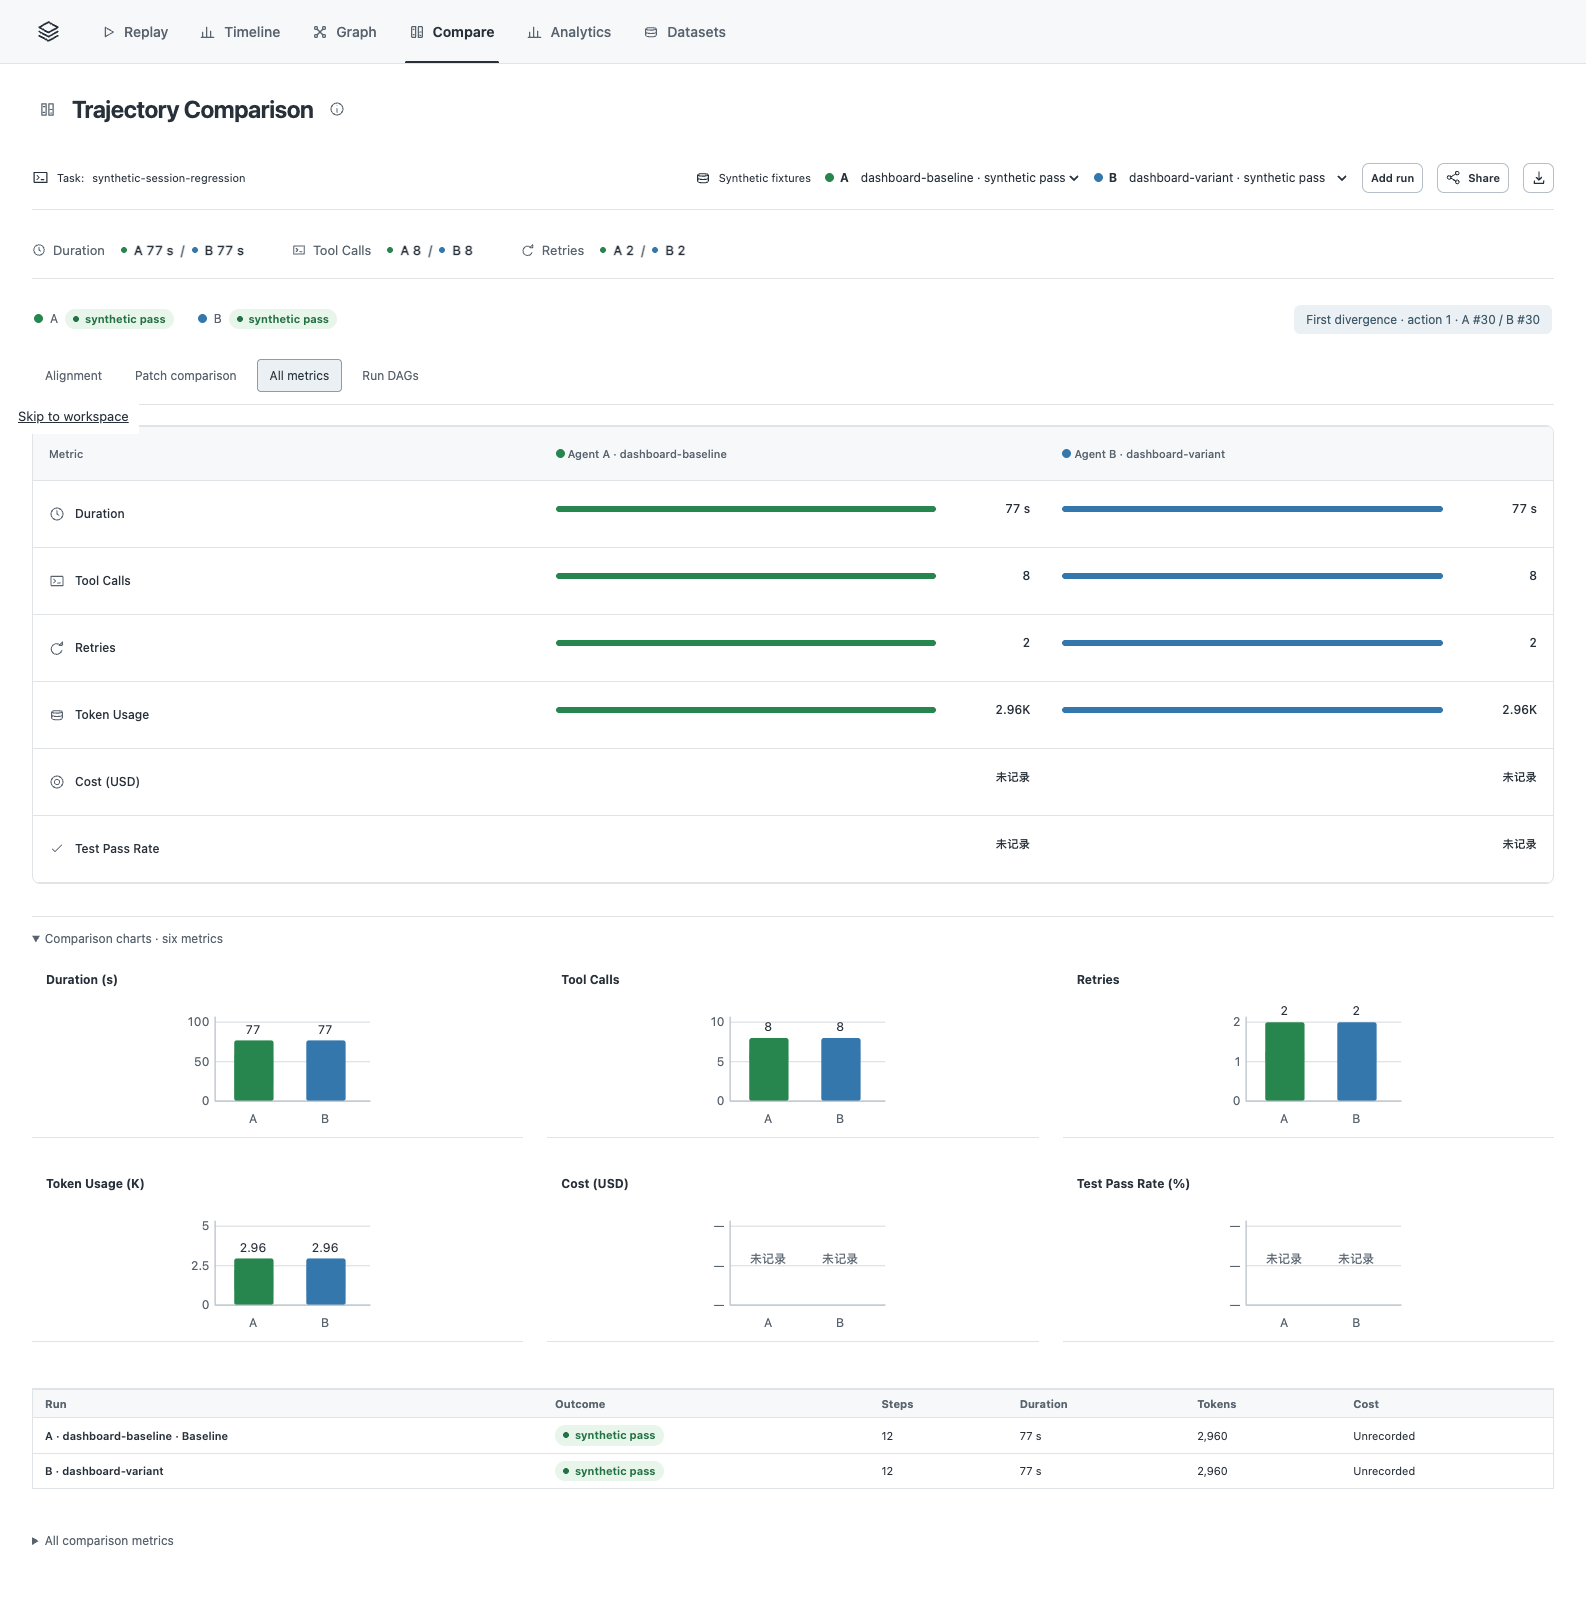 Replay Timeline Graph Compare Analytics Datasets
Trajectory Comparison
Task: synthetic-session-regression Synthetic fixtures A dashboard-baseline · synthetic pass B dashboard-variant · synthetic pass Add run Share
Duration A 77 s / B 77 s Tool Calls A 8 / B 8 Retries A 2 / B 2
A synthetic pass B synthetic pass First divergence · action 1 · A #30 / B #30
Alignment Patch comparison All metrics Run DAGs
Skip to workspace
Metric Agent A · dashboard-baseline Agent B · dashboard-variant
Duration 77 s 77 s
Tool Calls 8 8
Retries 2 2
Token Usage 2.96K 2.96K
Cost (USD) 未记录 未记录
Test Pass Rate 未记录 未记录
▼ Comparison charts · six metrics
Duration (s)
100
50
0
77 77
A B
Tool Calls
10
5
0
8 8
A B
Retries
2
1
0
2 2
A B
Token Usage (K)
5
2.5
0
2.96 2.96
A B
Cost (USD)
—
—
—
未记录 未记录
A B
Test Pass Rate (%)
—
—
—
未记录 未记录
A B
Run Outcome Steps Duration Tokens Cost
A · dashboard-baseline · Baseline synthetic pass 12 77 s 2,960 Unrecorded
B · dashboard-variant synthetic pass 12 77 s 2,960 Unrecorded
▶ All comparison metrics